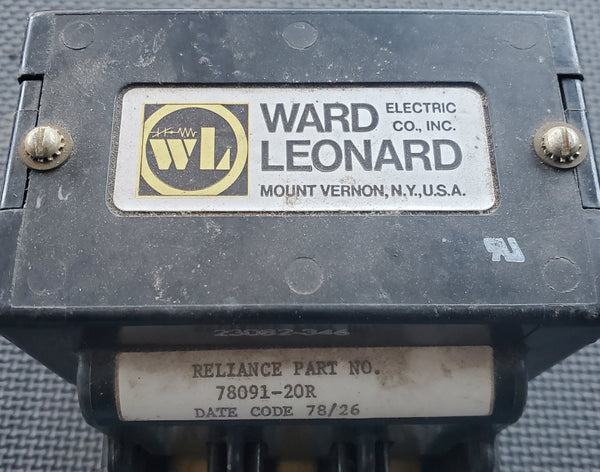 WL
WARD ELECTRIC
CO., INC.
LEONARD
MOUNT VERNON, N.Y., U.S.A.
RELIANCE PART NO.
78091-20R
DATE CODE 78/26